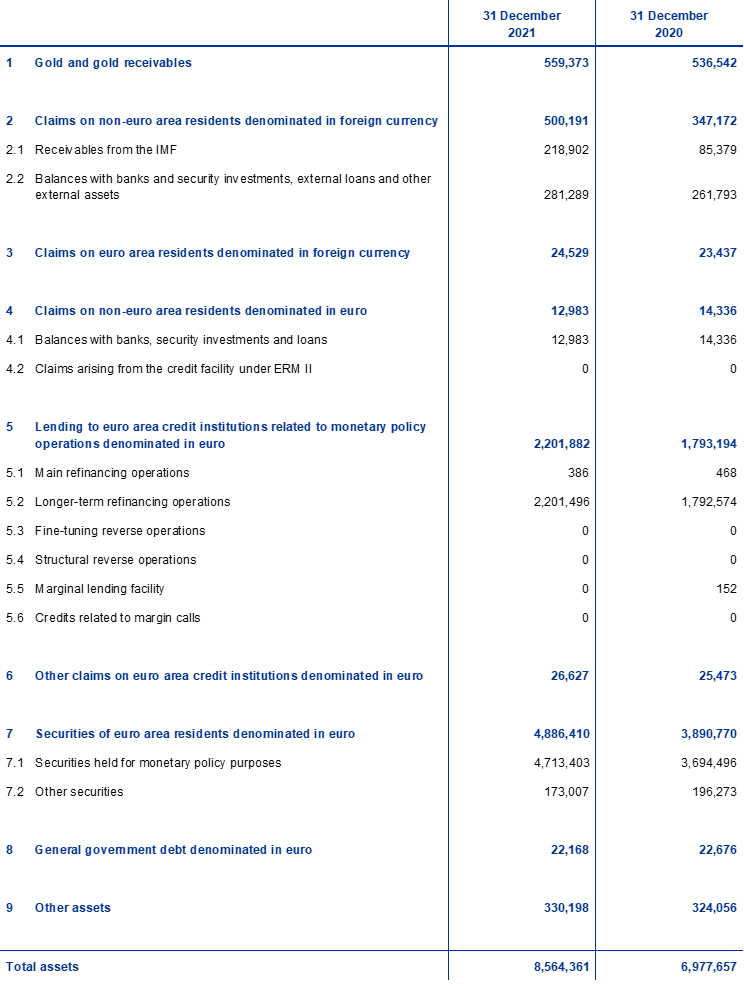 31 December 31 December
2021 2020
1 Gold and gold receivables 559,373 536,542
2 Claims on non-euro area residents denominated in foreign currency 500,191 347,172
2.1 Receivables from the IMF 218,902 85,379
2.2 Balances with banks and security investments, external loans and other
external assets 281,289 261,793
3 Claims on euro area residents denominated in foreign currency 24,529 23,437
4 Claims on non-euro area residents denominated in euro 12,983 14,336
4.1 Balances with banks, security investments and loans 12,983 14,336
4.2 Claims arising from the credit facility under ERM II 0 0
5 Lending to euro area credit institutions related to monetary policy
operations denominated in euro 2,201,882 1,793,194
5.1 Main refinancing operations 386 468
5.2 Longer-term refinancing operations 2,201,496 1,792,574
5.3 Fine-tuning reverse operations 0 0
5.4 Structural reverse operations 0 0
5.5 Marginal lending facility 0 152
5.6 Credits related to margin calls 0 0
6 Other claims on euro area credit institutions denominated in euro 26,627 25,473
7 Securities of euro area residents denominated in euro 4,886,410 3,890,770
7.1 Securities held for monetary policy purposes 4,713,403 3,694,496
7.2 Other securities 173,007 196,273
8 General government debt denominated in euro 22,168 22,676
9 Other assets 330,198 324,056
Total assets 8,564,361 6,977,657